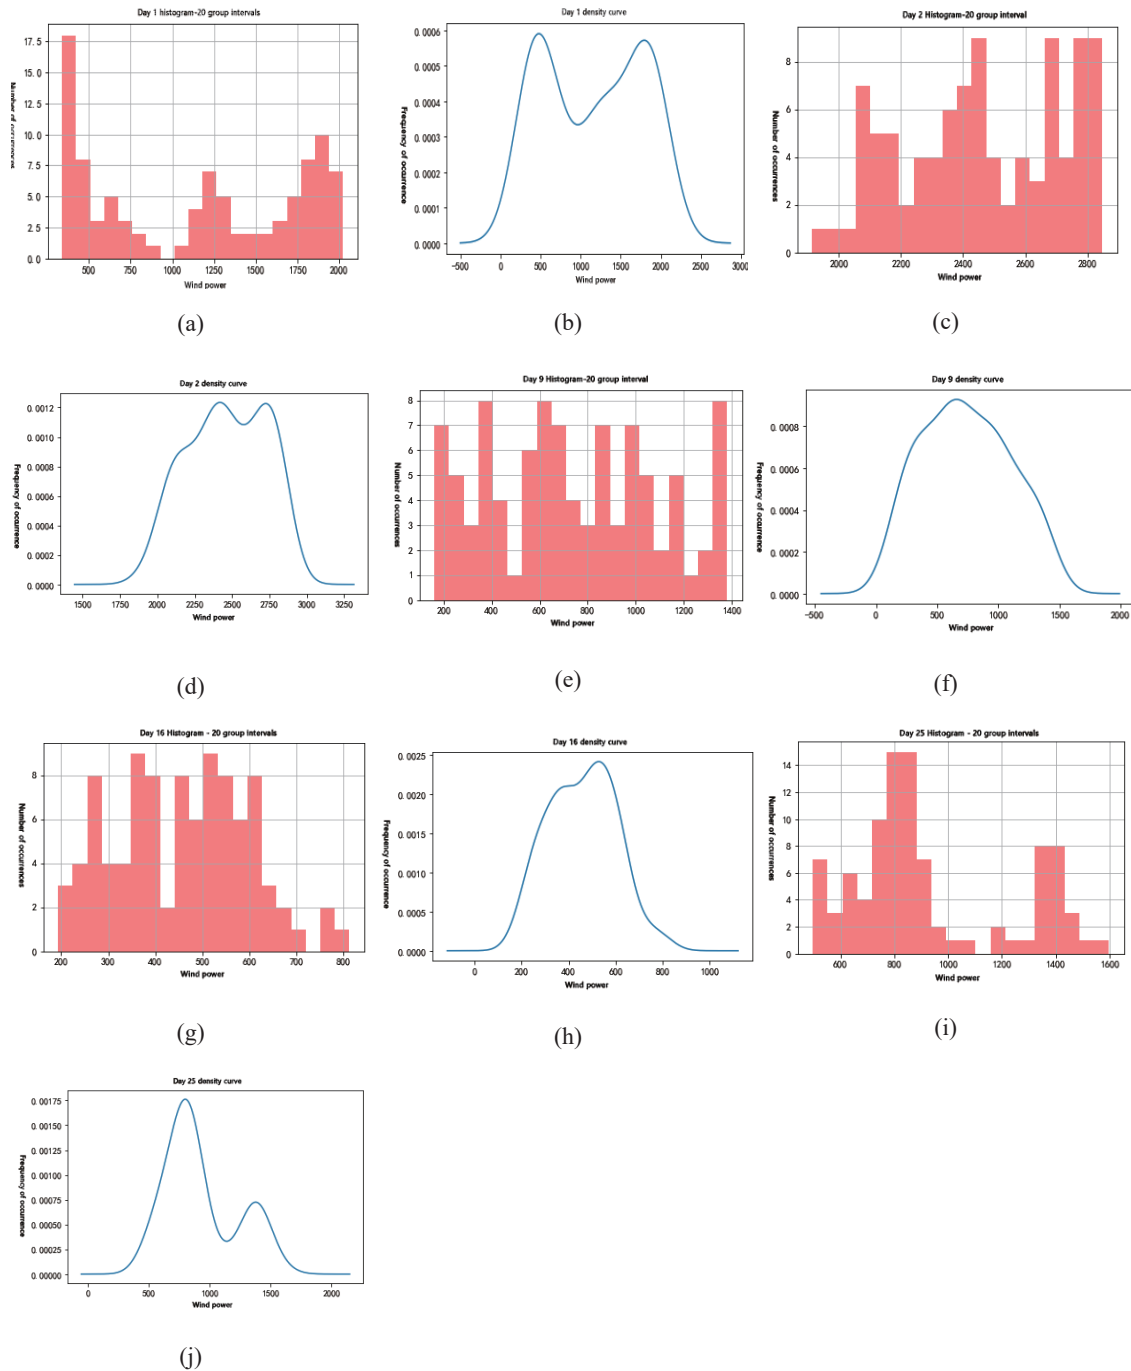 Day 1 histogram-20 group intervals
Number of occurrences
17.5
15.0
12.5
10.0
7.5
5.0
2.5
0.0
500 750 1000 1250 1500 1750 2000
Wind power
(a)
Day 1 density curve
Frequency of occurrence
0.0006
0.0005
0.0004
0.0003
0.0002
0.0001
0.0000
−500 0 500 1000 1500 2000 2500 3000
Wind power
(b)
Day 2 Histogram-20 group interval
Number of occurrences
8
6
4
2
0
2000 2200 2400 2600 2800
Wind power
(c)
Day 2 density curve
Frequency of occurrence
0.0012
0.0010
0.0008
0.0006
0.0004
0.0002
0.0000
1500 1750 2000 2250 2500 2750 3000 3250
Wind power
(d)
Day 9 Histogram-20 group interval
Number of occurrences
8
7
6
5
4
3
2
1
0
200 400 600 800 1000 1200 1400
Wind power
(e)
Day 9 density curve
Frequency of occurrence
0.0008
0.0006
0.0004
0.0002
0.0000
−500 0 500 1000 1500 2000
Wind power
(f)
Day 16 Histogram - 20 group intervals
Number of occurrences
8
6
4
2
0
200 300 400 500 600 700 800
Wind power
(g)
Day 16 density curve
Frequency of occurrence
0.0025
0.0020
0.0015
0.0010
0.0005
0.0000
0 200 400 600 800 1000
Wind power
(h)
Day 25 Histogram - 20 group intervals
Number of occurrences
14
12
10
8
6
4
2
0
600 800 1000 1200 1400 1600
Wind power
(i)
Day 25 density curve
Frequency of occurrence
0.00175
0.00150
0.00125
0.00100
0.00075
0.00050
0.00025
0.00000
0 500 1000 1500 2000
Wind power
(j)